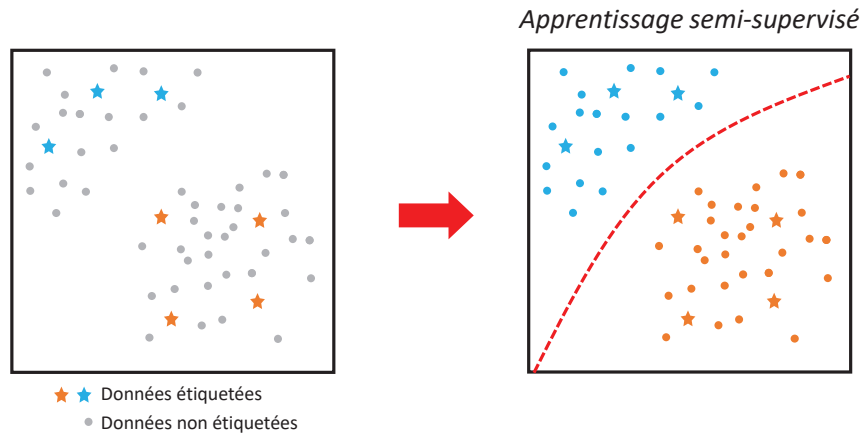 Apprentissage semi-supervisé
Données étiquetées
Données non étiquetées